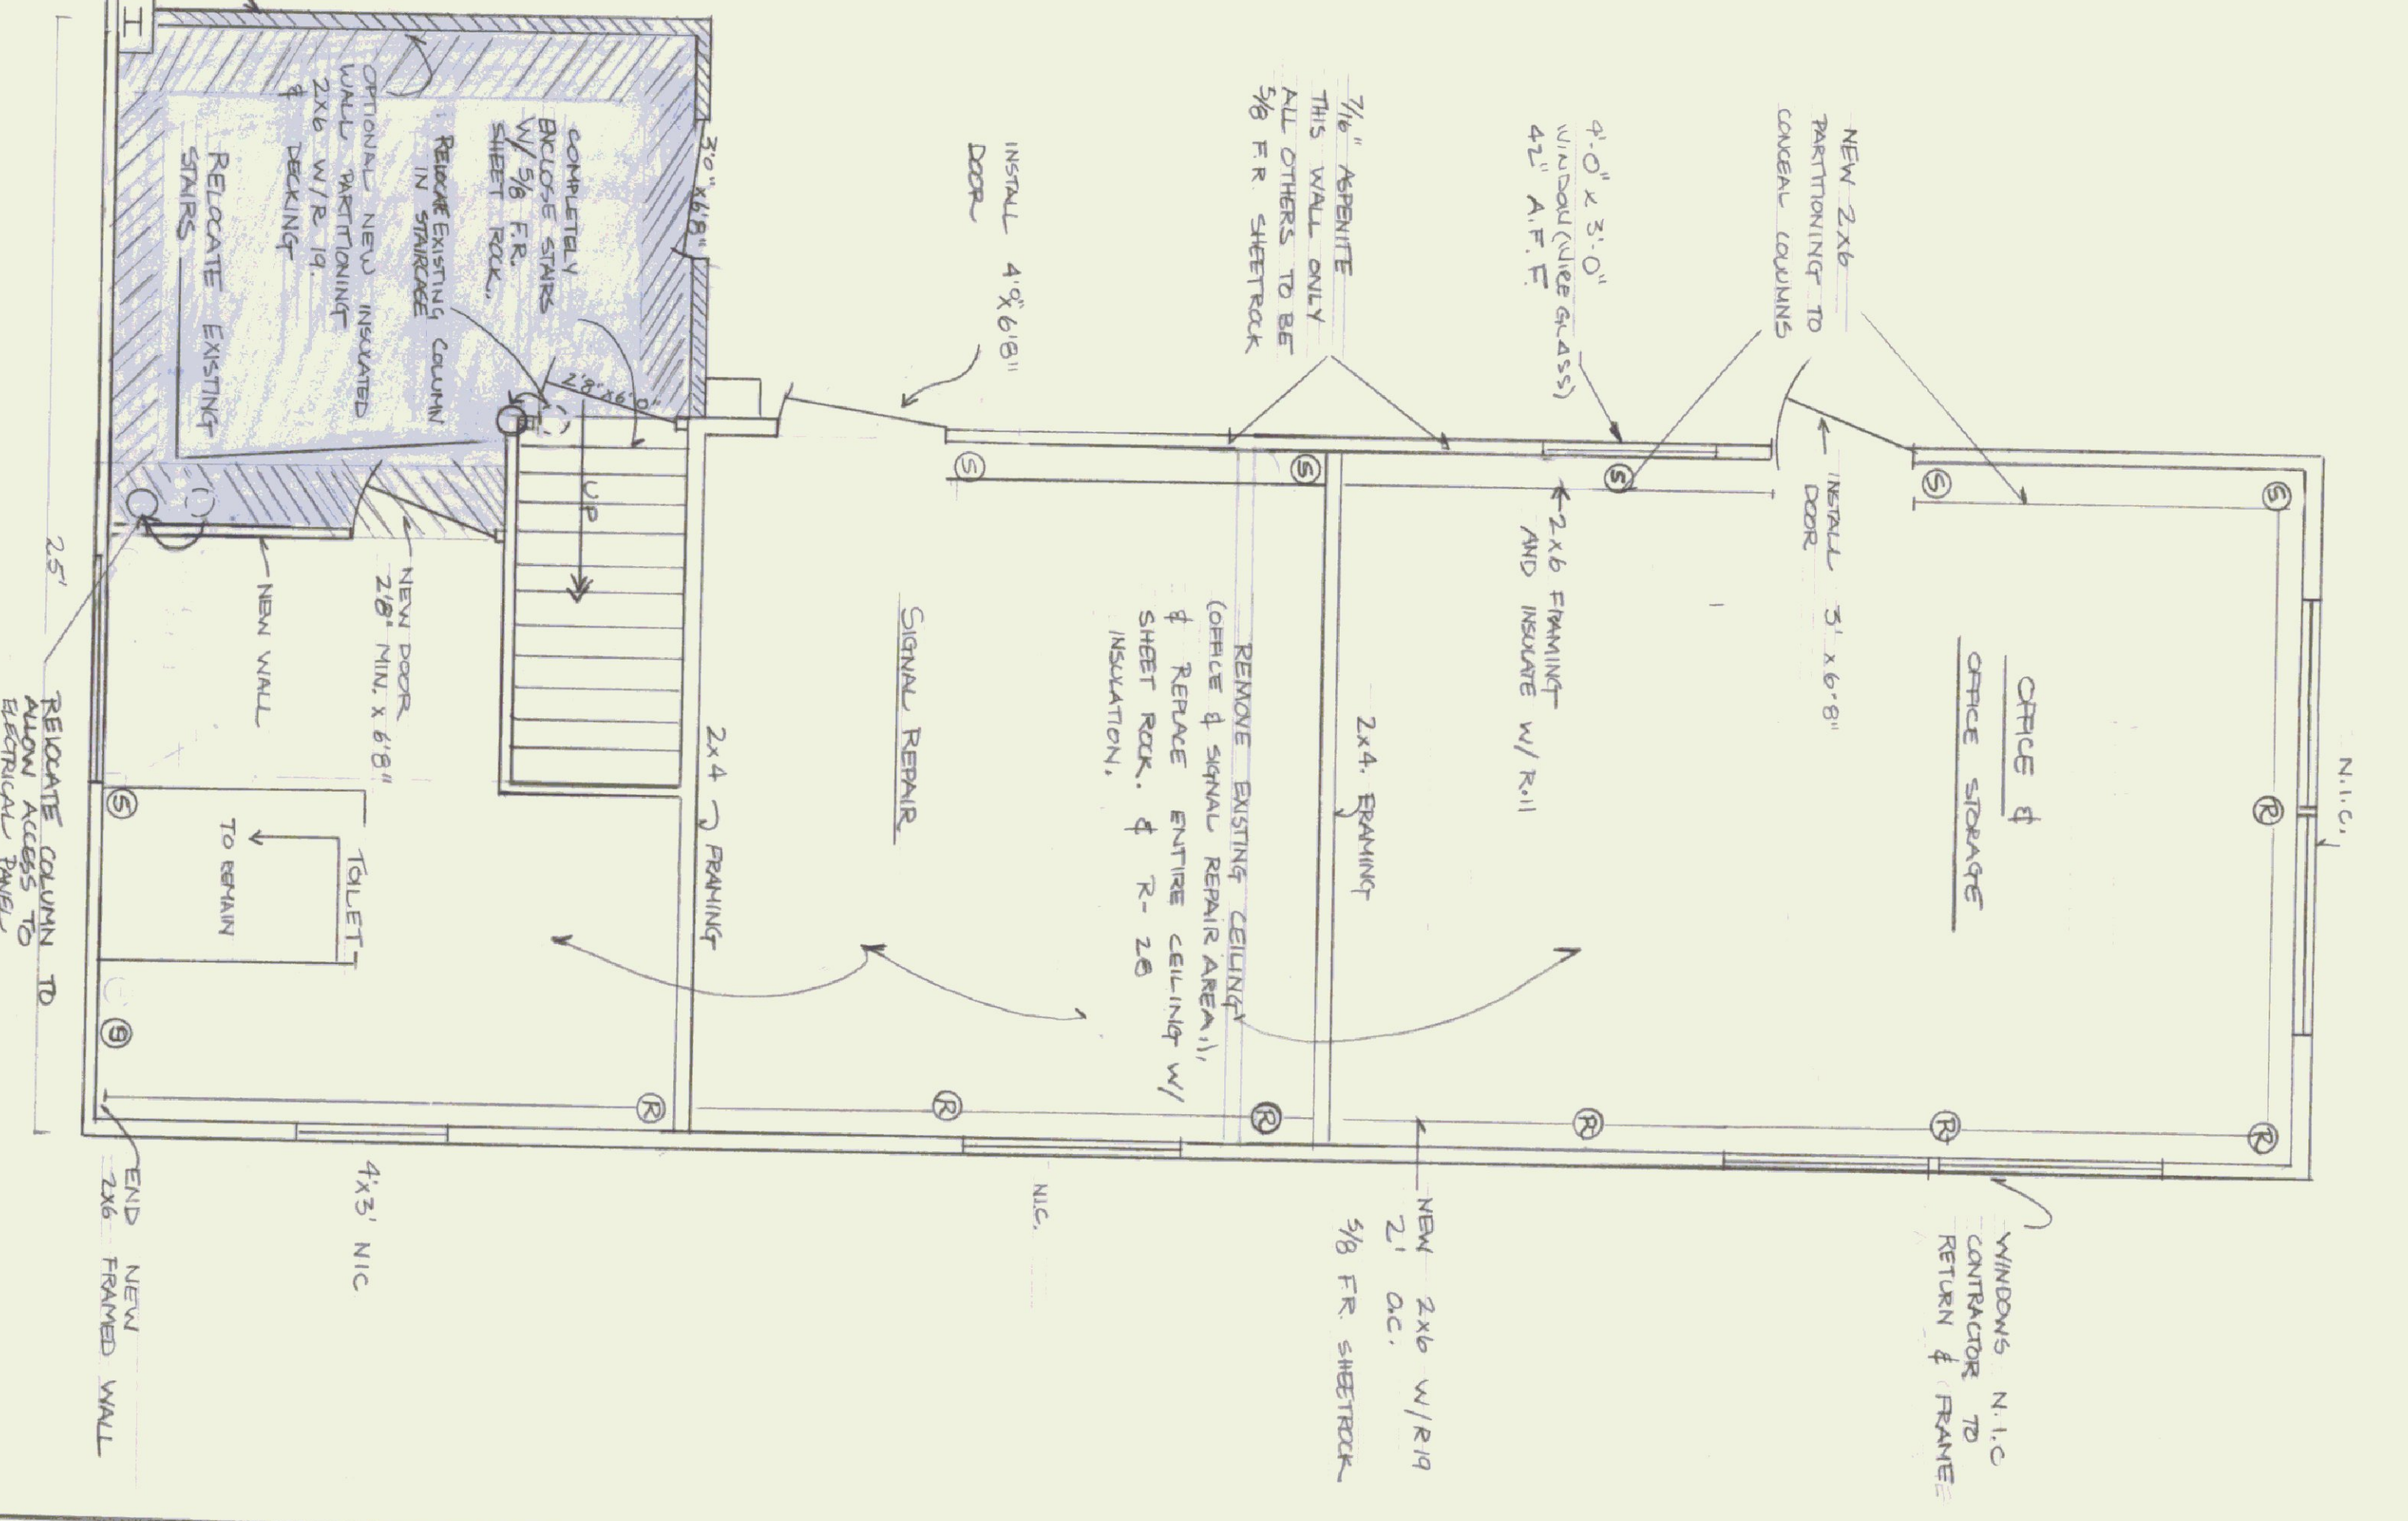 N.I.C.
OFFICE &
OFFICE STORAGE
NEW 2x6
PARTITIONING TO
CONCEAL COLUMNS
INSTALL 3' x 6'8"
DOOR
WINDOWS N.I.C
CONTRACTOR TO
RETURN & FRAME
4'-0" x 3'-0"
WINDOW (WIRE GLASS)
42" A.F.F.
2x6 FRAMING
AND INSULATE W/ R.11
7/16" ASPENITE
THIS WALL ONLY
ALL OTHERS TO BE
5/8 F.R. SHEETROCK
2x4. FRAMING
NEW 2x6 W/R19
2' O.C.
5/8 F.R. SHEETROCK
REMOVE EXISTING CEILING
(OFFICE & SIGNAL REPAIR AREA),
& REPLACE ENTIRE CEILING W/
SHEET ROCK. & R-28
INSULATION.
INSTALL 4'0"x6'8"
DOOR
SIGNAL REPAIR
N.I.C.
3'0"x6'8"
2x4 FRAMING
COMPLETELY
ENCLOSE STAIRS
W/ 5/8 F.R.
SHEET ROCK.
2'8"x6'0"
UP
RELOCATE EXISTING COLUMN
IN STAIRCASE
OPTIONAL NEW INSULATED
WALL PARTITIONING
2x6 W/R 19.
& DECKING
RELOCATE EXISTING
STAIRS
NEW DOOR
2'8" MIN. x 6'8"
NEW WALL
TOILET
TO REMAIN
4'x3' NIC
END NEW
2x6 FRAMED WALL
25'
RELOCATE COLUMN TO
ALLOW ACCESS TO
ELECTRICAL PANEL
H
S
S
S
S
S
S
S
R
R
R
R
R
R
R